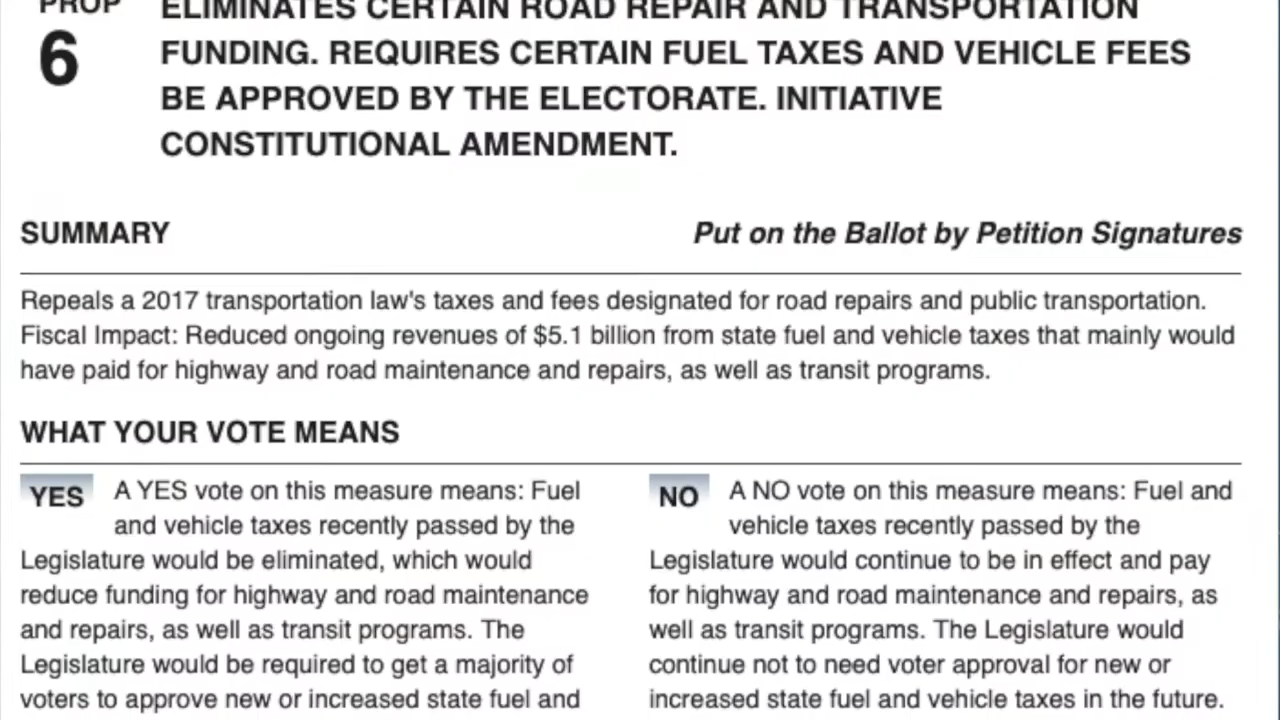 PROP
6
ELIMINATES CERTAIN ROAD REPAIR AND TRANSPORTATION
FUNDING. REQUIRES CERTAIN FUEL TAXES AND VEHICLE FEES
BE APPROVED BY THE ELECTORATE. INITIATIVE
CONSTITUTIONAL AMENDMENT.
SUMMARY
Put on the Ballot by Petition Signatures
Repeals a 2017 transportation law's taxes and fees designated for road repairs and public transportation.
Fiscal Impact: Reduced ongoing revenues of $5.1 billion from state fuel and vehicle taxes that mainly would
have paid for highway and road maintenance and repairs, as well as transit programs.
WHAT YOUR VOTE MEANS
YES
A YES vote on this measure means: Fuel
and vehicle taxes recently passed by the
Legislature would be eliminated, which would
reduce funding for highway and road maintenance
and repairs, as well as transit programs. The
Legislature would be required to get a majority of
voters to approve new or increased state fuel and
NO
A NO vote on this measure means: Fuel and
vehicle taxes recently passed by the
Legislature would continue to be in effect and pay
for highway and road maintenance and repairs, as
well as transit programs. The Legislature would
continue not to need voter approval for new or
increased state fuel and vehicle taxes in the future.